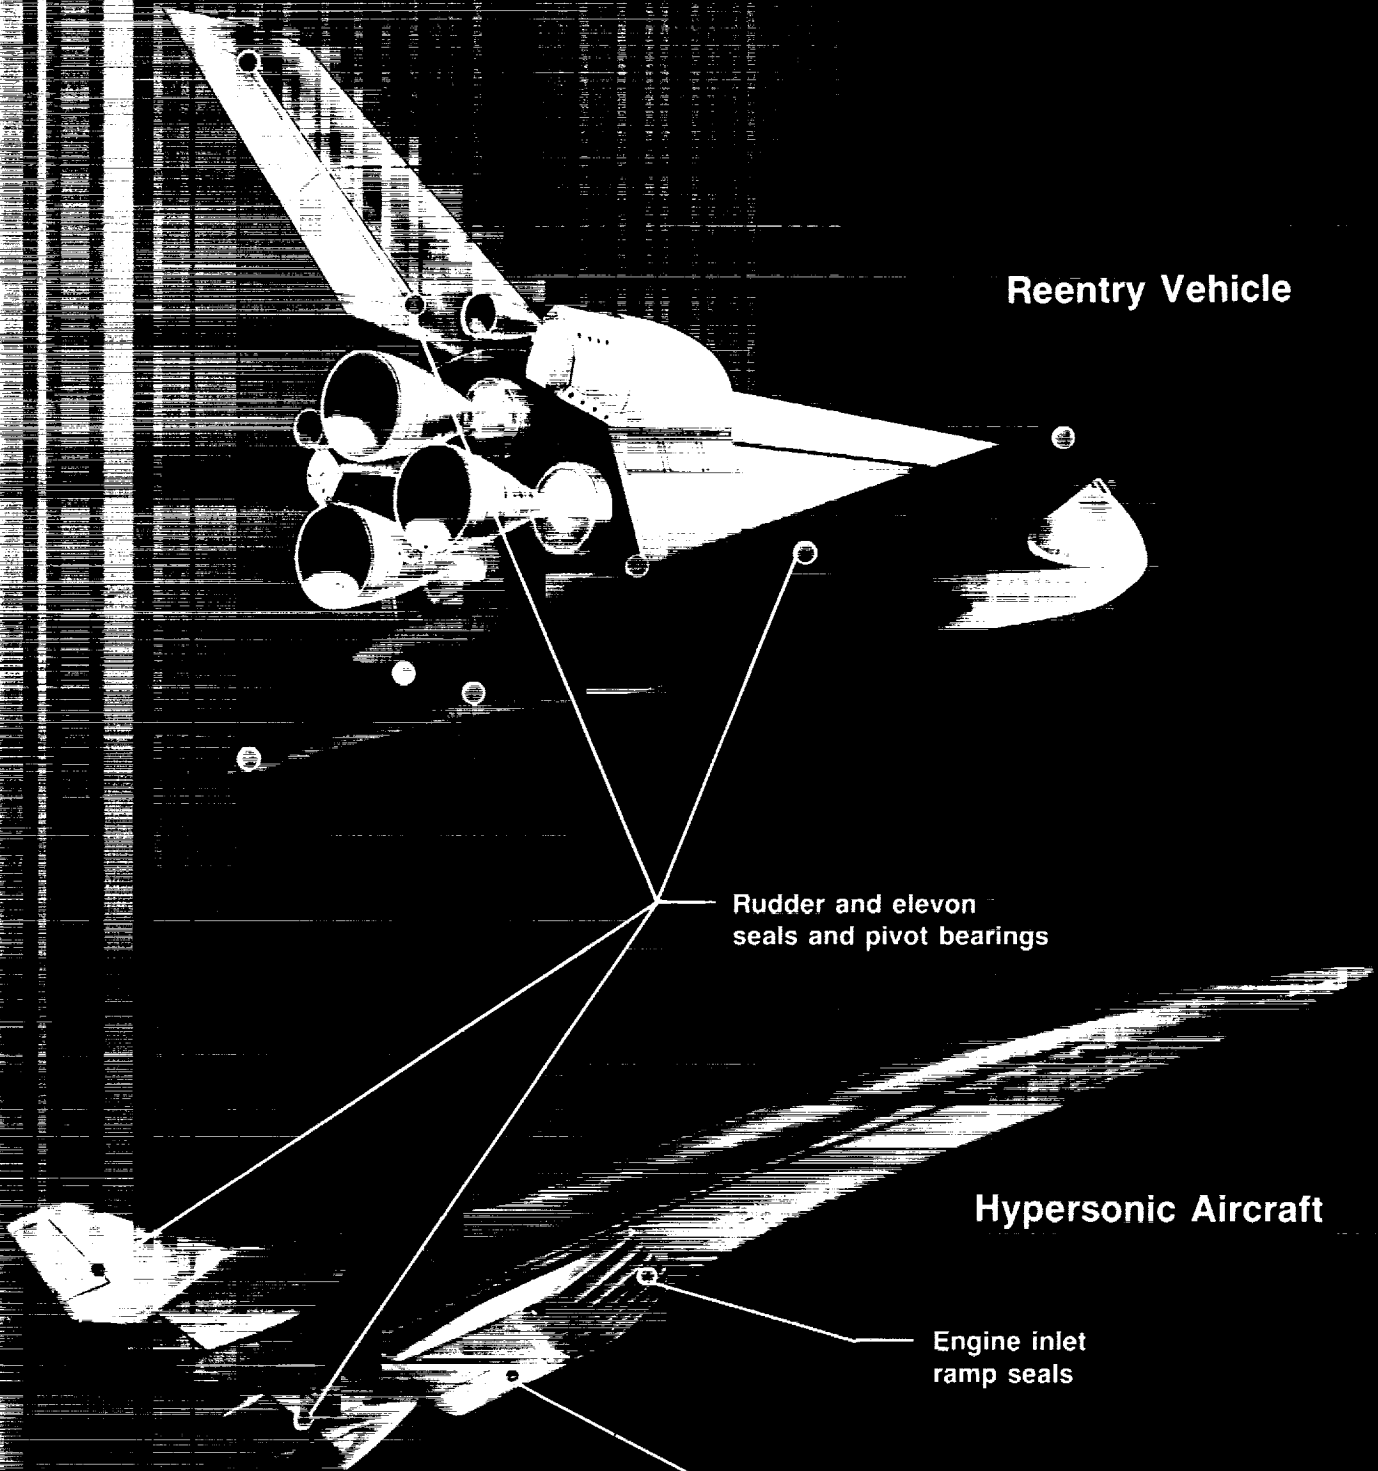 Reentry Vehicle
Rudder and elevon
seals and pivot bearings
Hypersonic Aircraft
Engine inlet
ramp seals